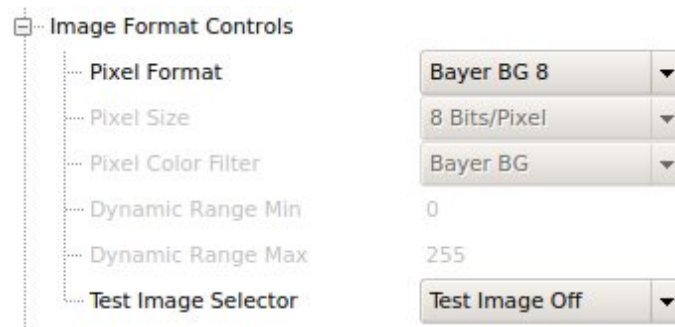 Image Format Controls
Pixel Format Bayer BG 8
Pixel Size 8 Bits/Pixel
Pixel Color Filter Bayer BG
Dynamic Range Min 0
Dynamic Range Max 255
Test Image Selector Test Image Off